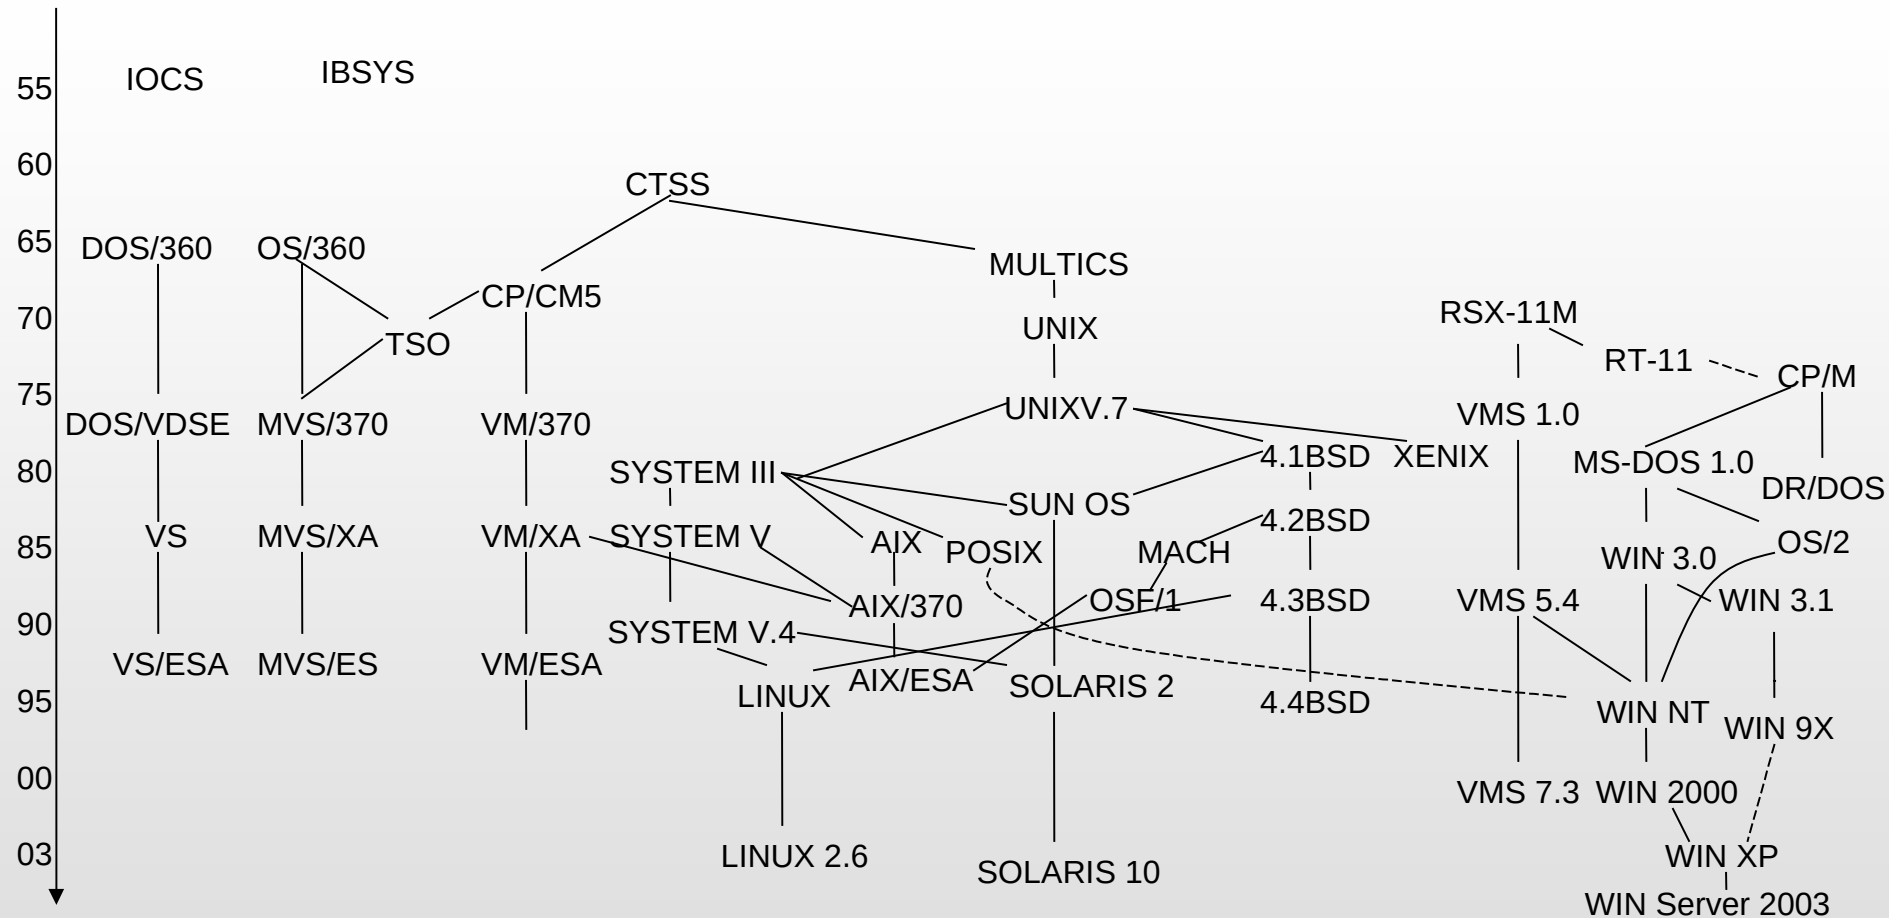 55 IOCS IBSYS
60
CTSS
65 DOS/360 OS/360
MULTICS
CP/CM5
70 UNIX RSX-11M
TSO RT-11
CP/M
75
DOS/VDSE MVS/370 VM/370 UNIXV.7 VMS 1.0
4.1BSD XENIX MS-DOS 1.0
80 SYSTEM III
DR/DOS
SUN OS
4.2BSD
VS MVS/XA VM/XA SYSTEM V AIX OS/2
85 POSIX MACH WIN 3.0
AIX/370 OSF/1 4.3BSD VMS 5.4 WIN 3.1
90 SYSTEM V.4
VS/ESA MVS/ES VM/ESA
AIX/ESA SOLARIS 2
95 LINUX 4.4BSD WIN NT
WIN 9X
00 VMS 7.3 WIN 2000
03 LINUX 2.6 WIN XP
SOLARIS 10
WIN Server 2003